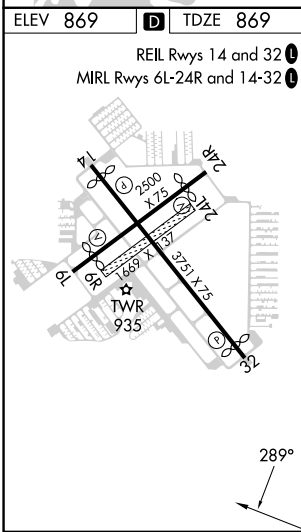 ELEV 869 D TDZE 869
REIL Rwys 14 and 32 L
MIRL Rwys 6L-24R and 14-32 L
14
P
2500 X 75
24R
N
24L
V
6L
6R
1669 X 137
3751 X 75
TWR
935
P
32
289°